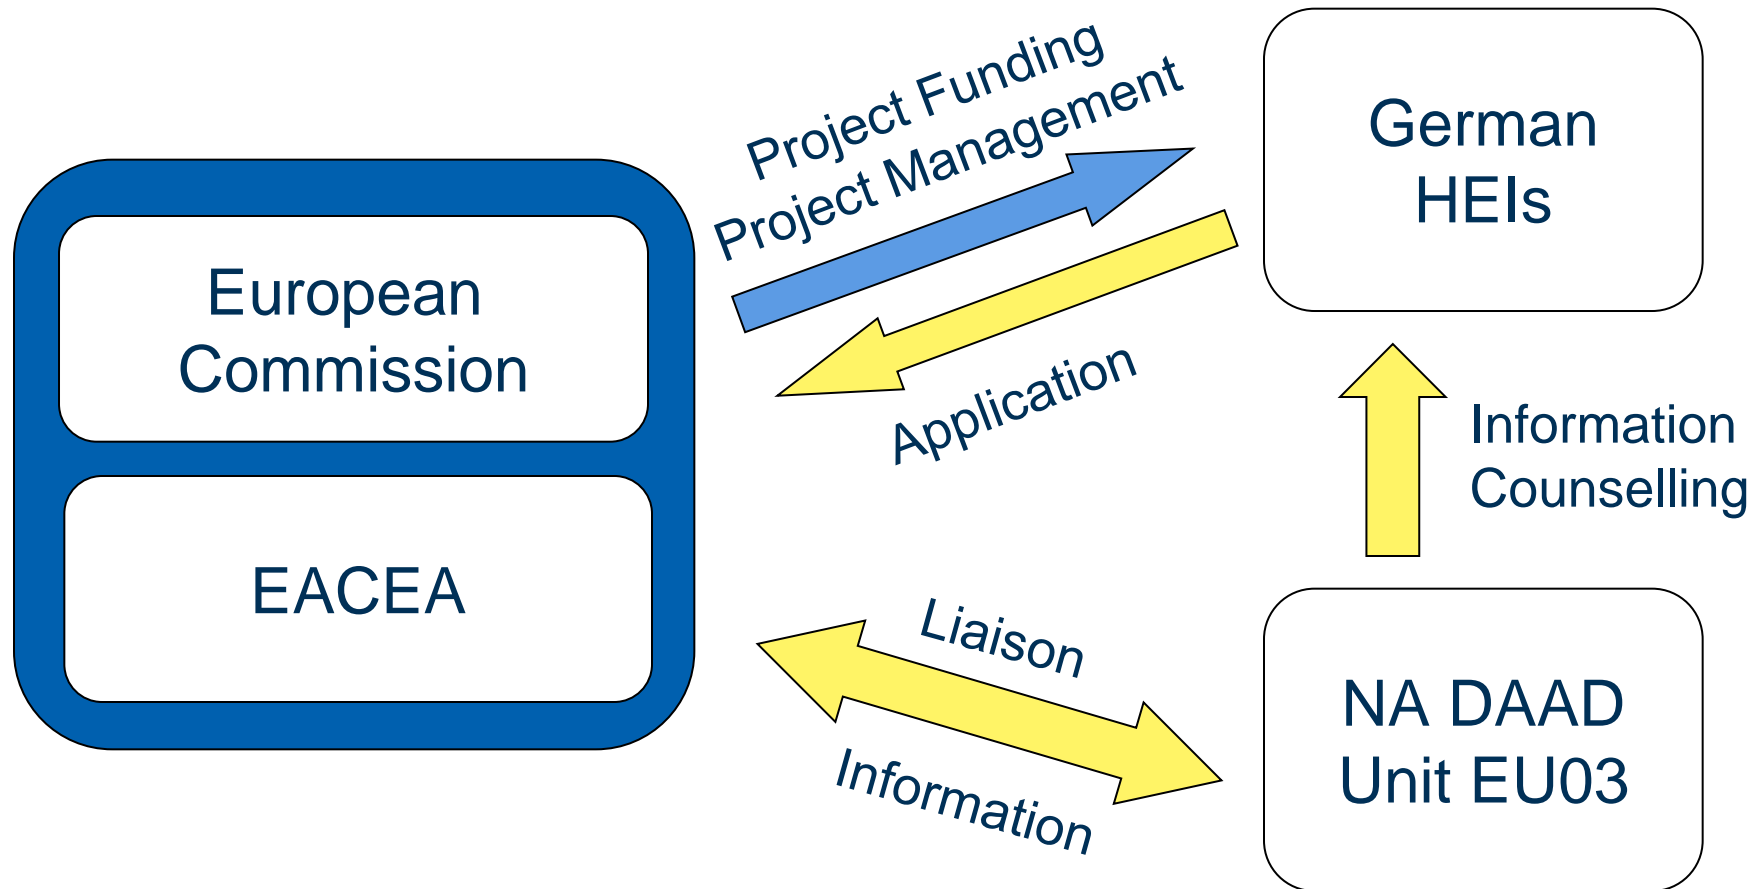 European
Commission
EACEA
Project Funding
Project Management
Application
Liaison
Information
German
HEIs
Information
Counselling
NA DAAD
Unit EU03